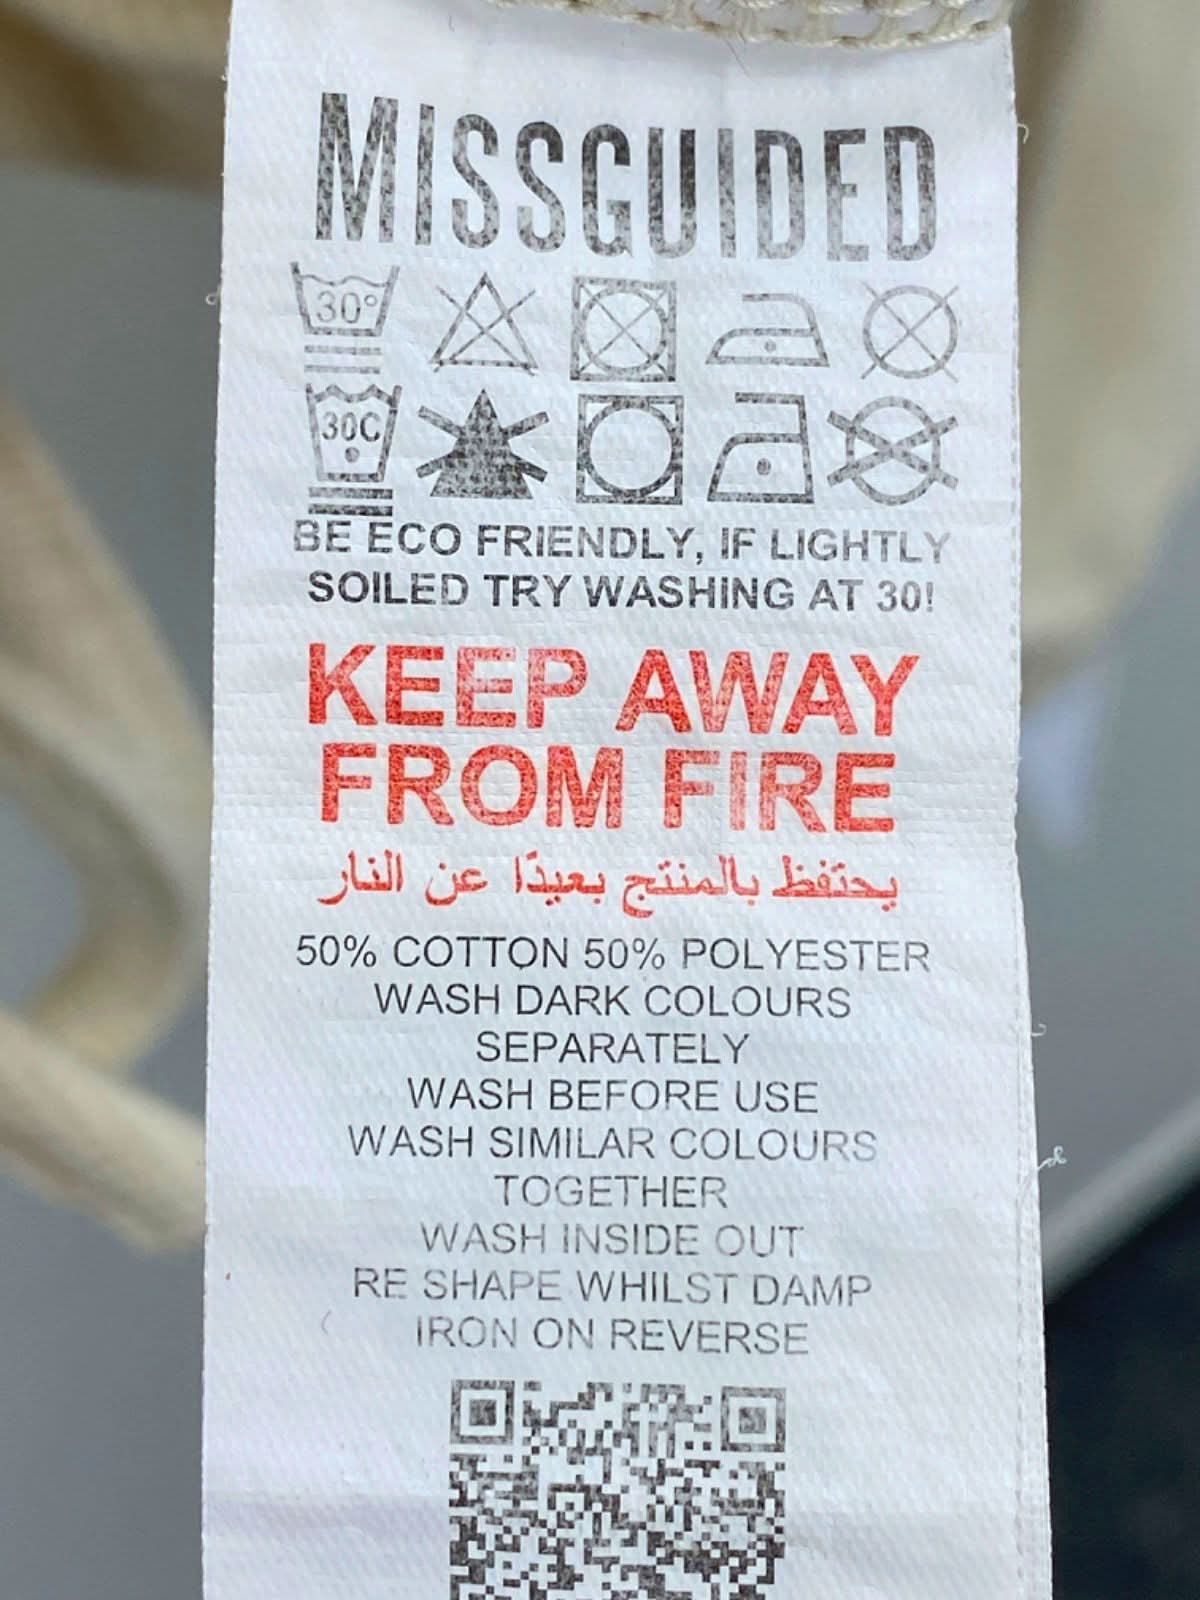 MISSGUIDED
30°
30C
BE ECO FRIENDLY, IF LIGHTLY
SOILED TRY WASHING AT 30!
KEEP AWAY
FROM FIRE
يحتفظ بالمنتج بعيدًا عن النار
50% COTTON 50% POLYESTER
WASH DARK COLOURS
SEPARATELY
WASH BEFORE USE
WASH SIMILAR COLOURS
TOGETHER
WASH INSIDE OUT
RE SHAPE WHILST DAMP
IRON ON REVERSE